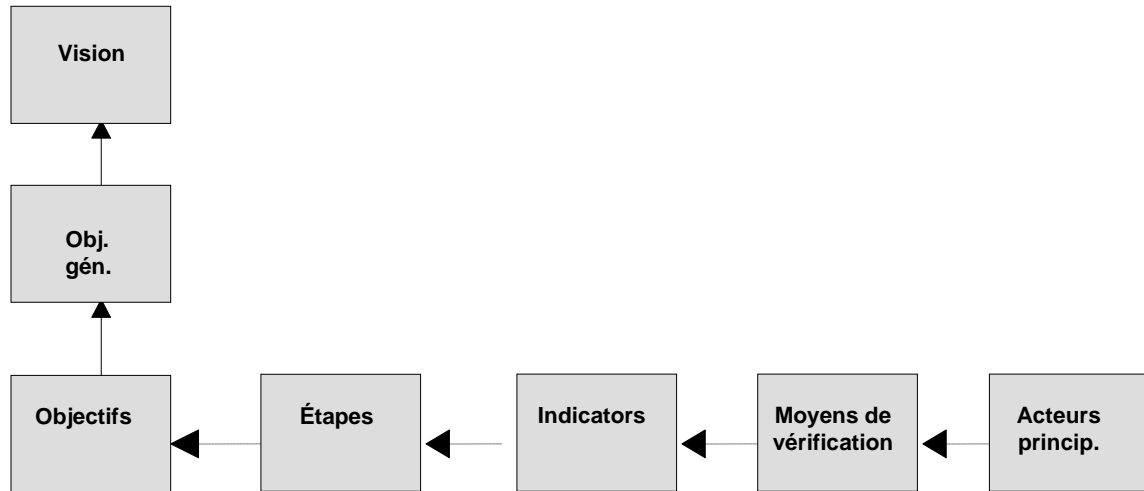 Vision
Obj.
gén.
Objectifs
Étapes
Indicators
Moyens de
vérification
Acteurs
princip.